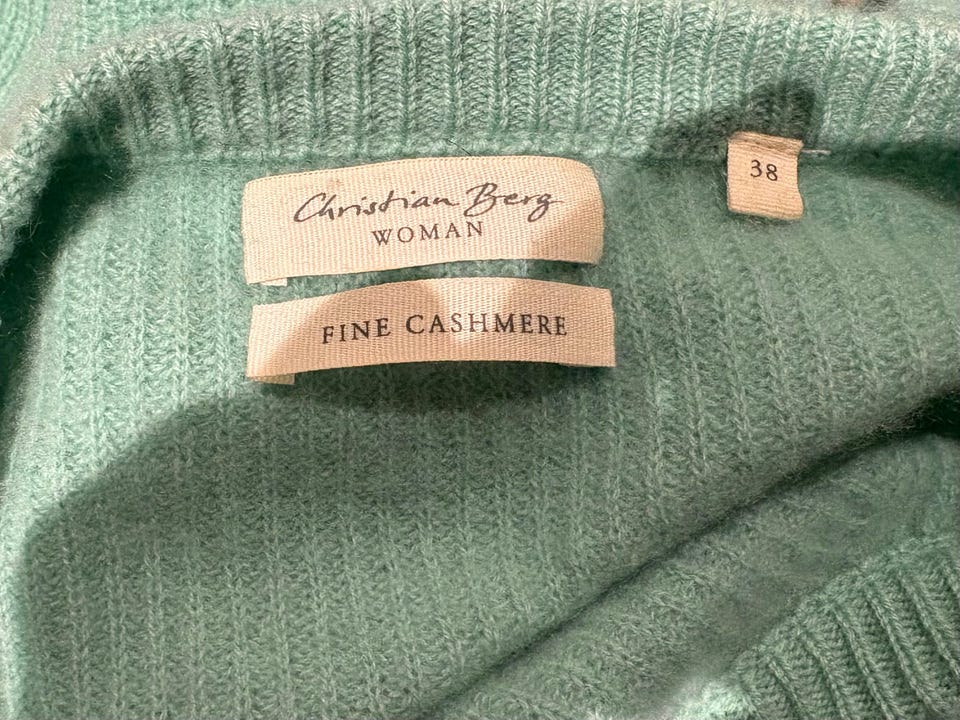 Christian Berg
WOMAN
38
FINE CASHMERE